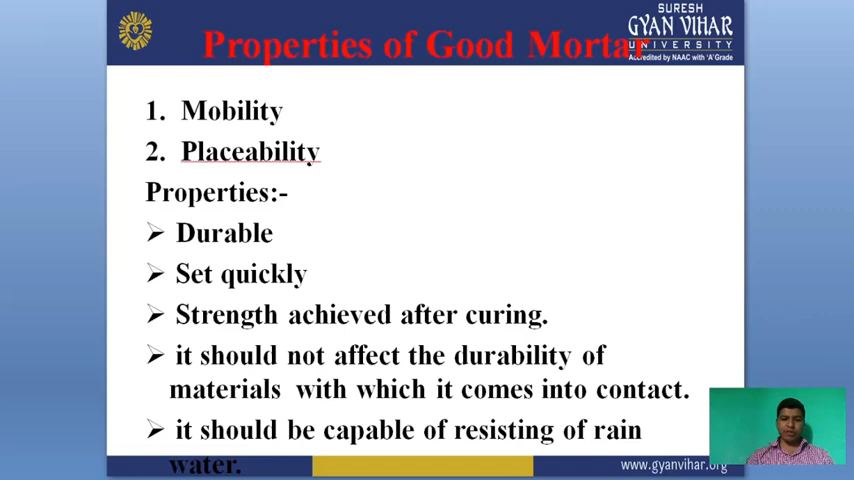 SURESH
GYAN VIHAR
UNIVERSITY
Accredited by NAAC with 'A' Grade
Properties of Good Mortar
1. Mobility
2. Placeability
Properties:-
➢ Durable
➢ Set quickly
➢ Strength achieved after curing.
➢ it should not affect the durability of
materials with which it comes into contact.
➢ it should be capable of resisting of rain
water.
www.gyanvihar.org